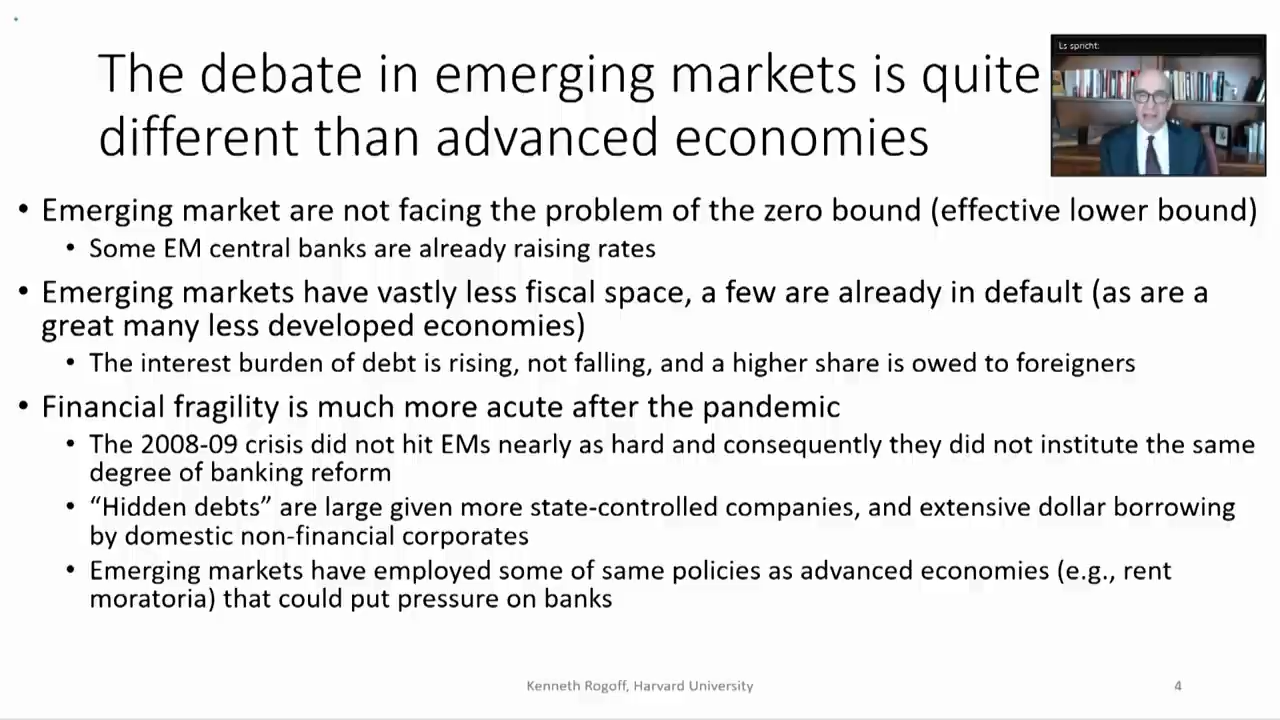 The debate in emerging markets is quite
different than advanced economies
Es spricht:
• Emerging market are not facing the problem of the zero bound (effective lower bound)
• Some EM central banks are already raising rates
• Emerging markets have vastly less fiscal space, a few are already in default (as are a
great many less developed economies)
• The interest burden of debt is rising, not falling, and a higher share is owed to foreigners
• Financial fragility is much more acute after the pandemic
• The 2008-09 crisis did not hit EMs nearly as hard and consequently they did not institute the same
degree of banking reform
• “Hidden debts” are large given more state-controlled companies, and extensive dollar borrowing
by domestic non-financial corporates
• Emerging markets have employed some of same policies as advanced economies (e.g., rent
moratoria) that could put pressure on banks
Kenneth Rogoff, Harvard University
4